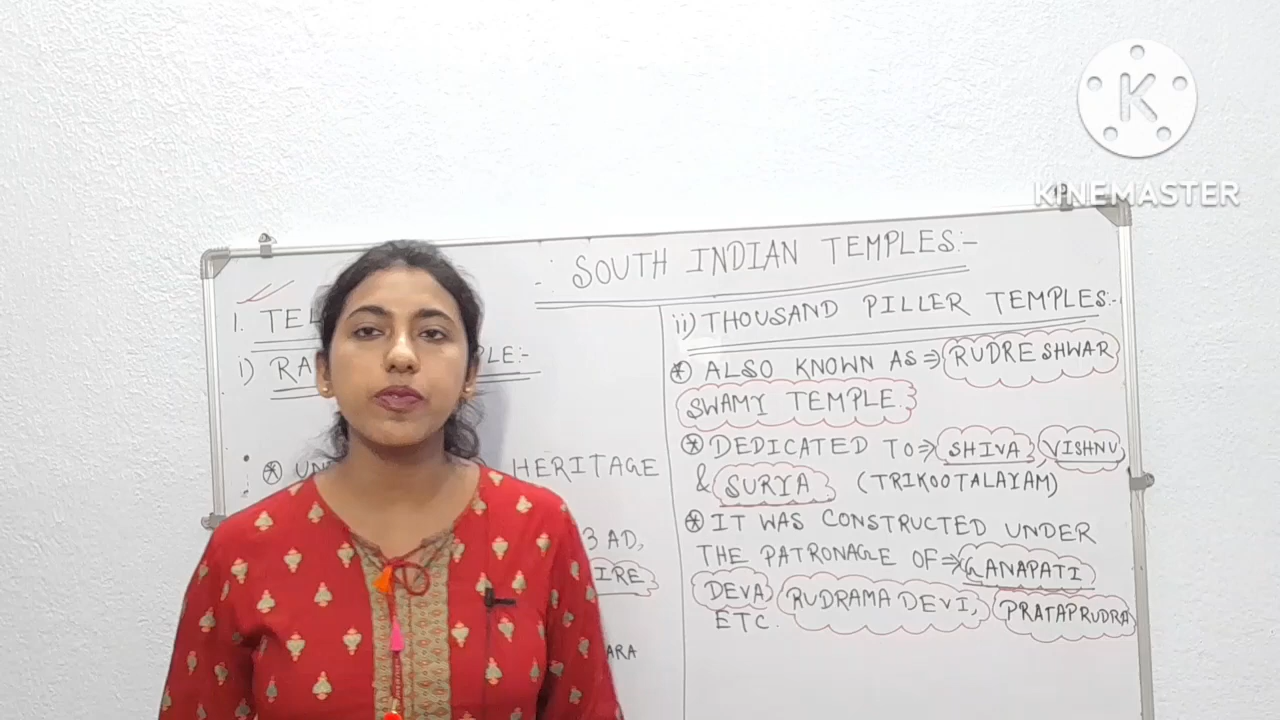 K
KINEMASTER
-: SOUTH INDIAN TEMPLES:-
1. TEL
i) RA PLE:-
HERITAGE
3 AD,
IRE
ARA
ii) THOUSAND PILLER TEMPLES:-
* ALSO KNOWN AS ⇒ RUDRESHWAR
SWAMY TEMPLE.
* DEDICATED TO ⇒ SHIVA, VISHNU,
& SURYA (TRIKOOTALAYAM)
* IT WAS CONSTRUCTED UNDER
THE PATRONAGE OF ⇒ GANAPATI
DEVA, RUDRAMA DEVI, PRATAPRUDRA
ETC.